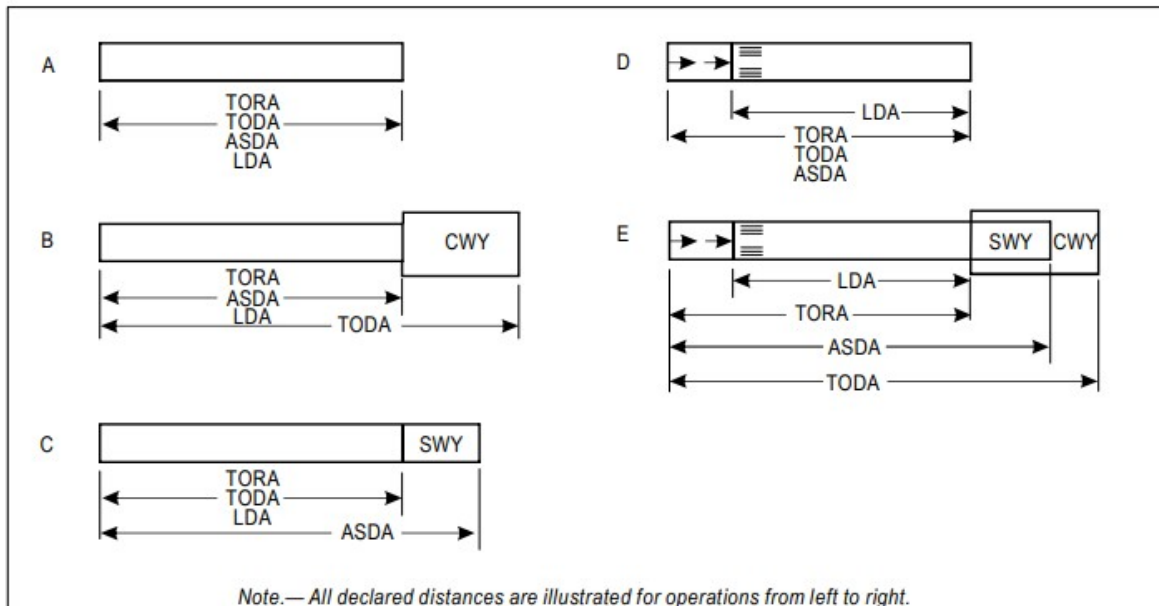 A
TORA
TODA
ASDA
LDA
B
CWY
TORA
ASDA
LDA
TODA
C
SWY
TORA
TODA
LDA
ASDA
D
LDA
TORA
TODA
ASDA
E
SWY
CWY
LDA
TORA
ASDA
TODA
Note.— All declared distances are illustrated for operations from left to right.